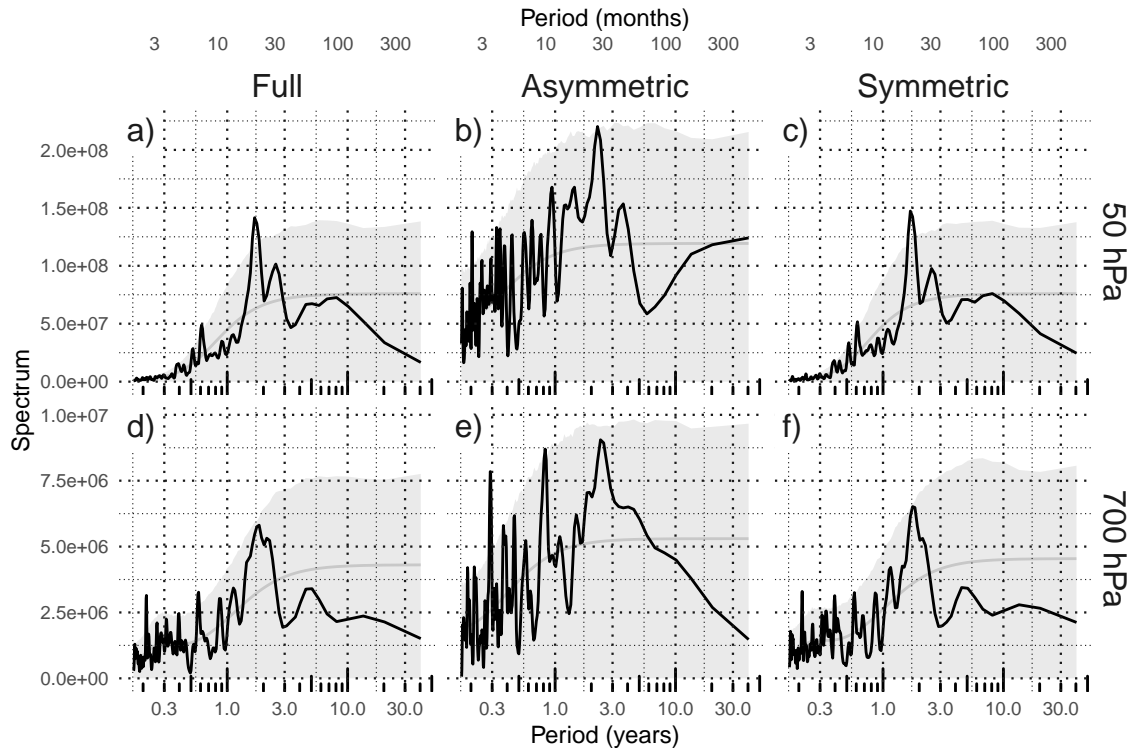 Period (months)
3 10 30 100 300 3 10 30 100 300 3 10 30 100 300
Full Asymmetric Symmetric
a) b) c)
2.0e+08
1.5e+08
1.0e+08
5.0e+07
0.0e+00
50 hPa
Spectrum
d) e) f)
1.0e+07
7.5e+06
5.0e+06
2.5e+06
0.0e+00
700 hPa
0.3 1.0 3.0 10.0 30.0 0.3 1.0 3.0 10.0 30.0 0.3 1.0 3.0 10.0 30.0
Period (years)